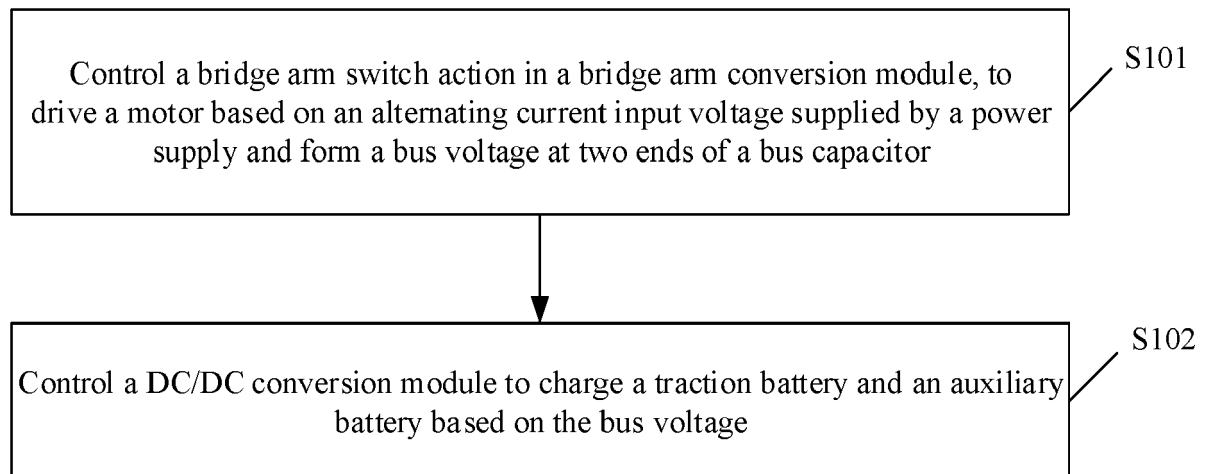 Control a bridge arm switch action in a bridge arm conversion module, to
drive a motor based on an alternating current input voltage supplied by a power
supply and form a bus voltage at two ends of a bus capacitor
S101
Control a DC/DC conversion module to charge a traction battery and an auxiliary
battery based on the bus voltage
S102